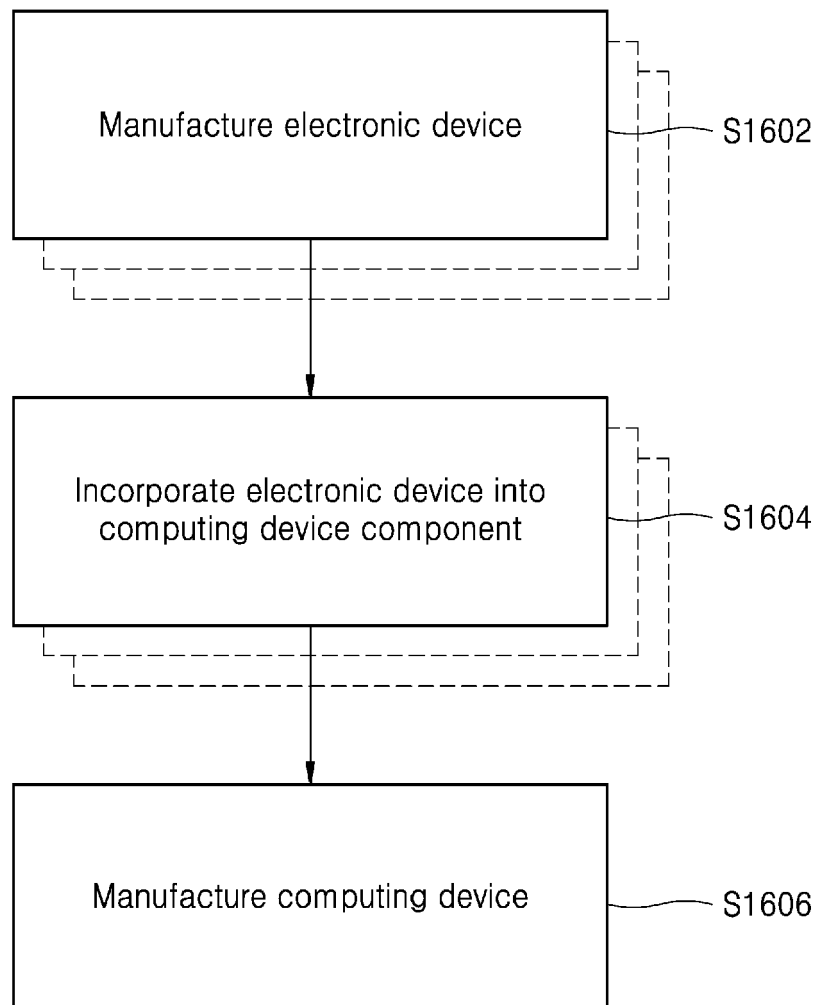 Manufacture electronic device
S1602
Incorporate electronic device into
computing device component
S1604
Manufacture computing device
S1606